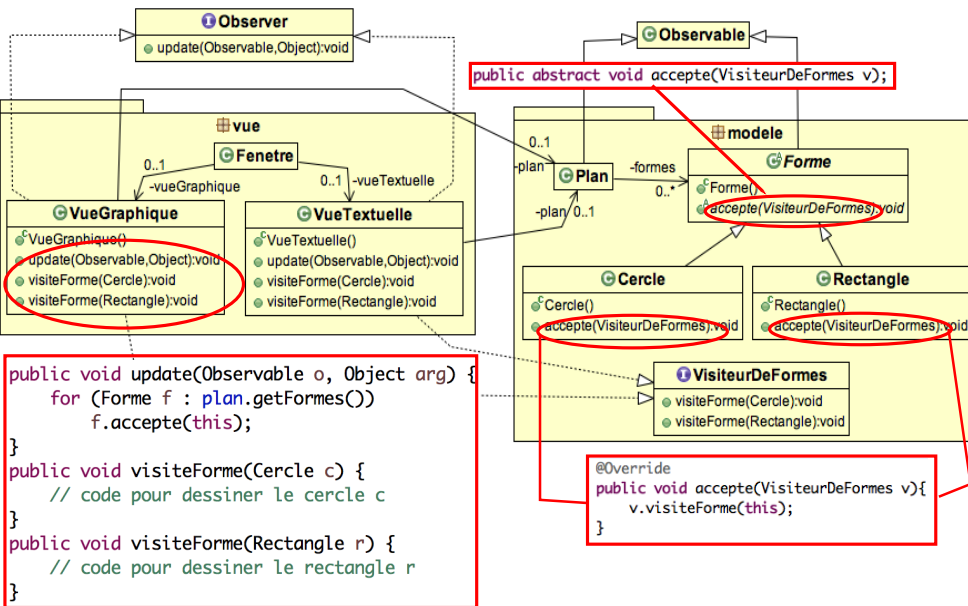 Observer
update(Observable,Object):void
Observable
public abstract void accepte(VisiteurDeFormes v);
vue
Fenetre
0..1
-vueGraphique
0..1
-vueTextuelle
VueGraphique
VueGraphique()
update(Observable,Object):void
visiteForme(Cercle):void
visiteForme(Rectangle):void
VueTextuelle
VueTextuelle()
update(Observable,Object):void
visiteForme(Cercle):void
visiteForme(Rectangle):void
modele
0..1
-plan
Plan
-plan
0..1
-formes
0..*
Forme
Forme()
accepte(VisiteurDeFormes):void
Cercle
Cercle()
accepte(VisiteurDeFormes):void
Rectangle
Rectangle()
accepte(VisiteurDeFormes):void
VisiteurDeFormes
visiteForme(Cercle):void
visiteForme(Rectangle):void
public void update(Observable o, Object arg) {
for (Forme f : plan.getFormes())
f.accepte(this);
}
public void visiteForme(Cercle c) {
// code pour dessiner le cercle c
}
public void visiteForme(Rectangle r) {
// code pour dessiner le rectangle r
}
@Override
public void accepte(VisiteurDeFormes v){
v.visiteForme(this);
}